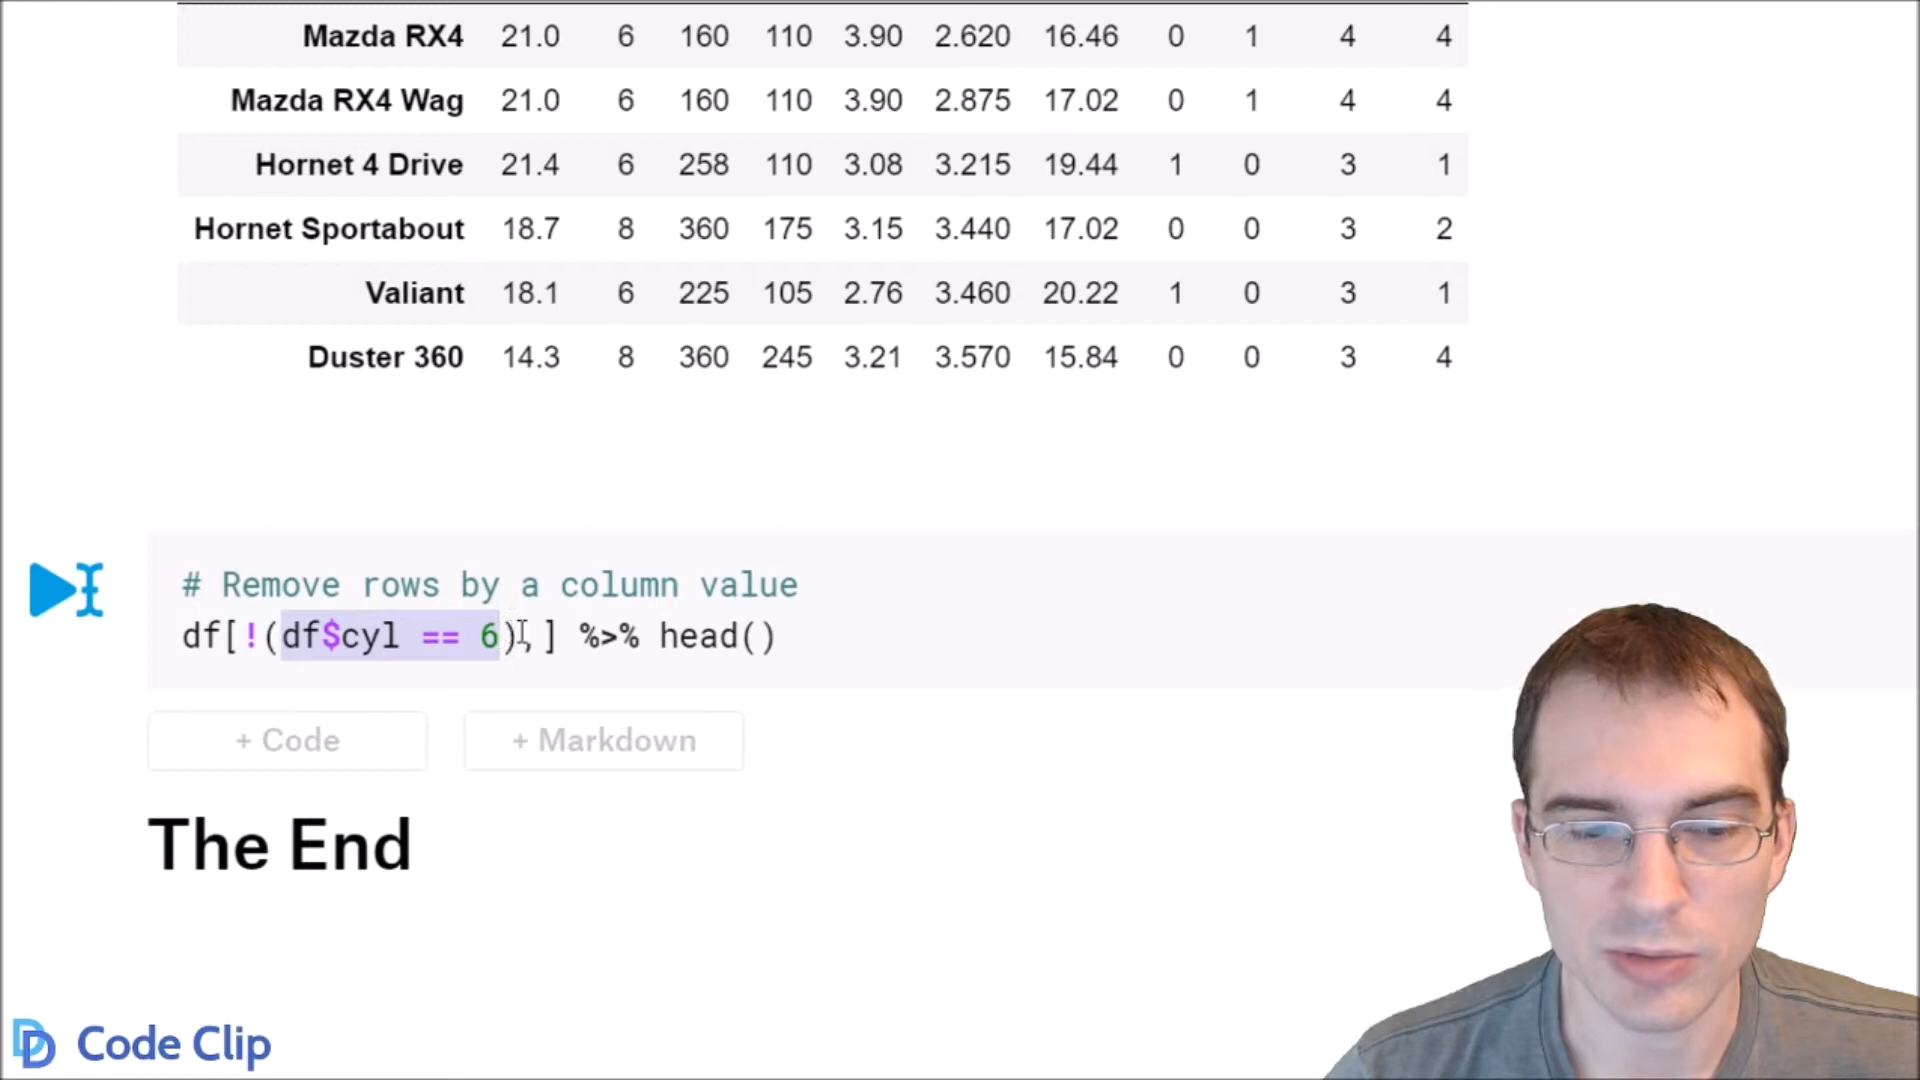 Mazda RX4 21.0 6 160 110 3.90 2.620 16.46 0 1 4 4
Mazda RX4 Wag 21.0 6 160 110 3.90 2.875 17.02 0 1 4 4
Hornet 4 Drive 21.4 6 258 110 3.08 3.215 19.44 1 0 3 1
Hornet Sportabout 18.7 8 360 175 3.15 3.440 17.02 0 0 3 2
Valiant 18.1 6 225 105 2.76 3.460 20.22 1 0 3 1
Duster 360 14.3 8 360 245 3.21 3.570 15.84 0 0 3 4
# Remove rows by a column value
df[!(df$cyl == 6),] %>% head()
+ Code + Markdown
The End
Code Clip